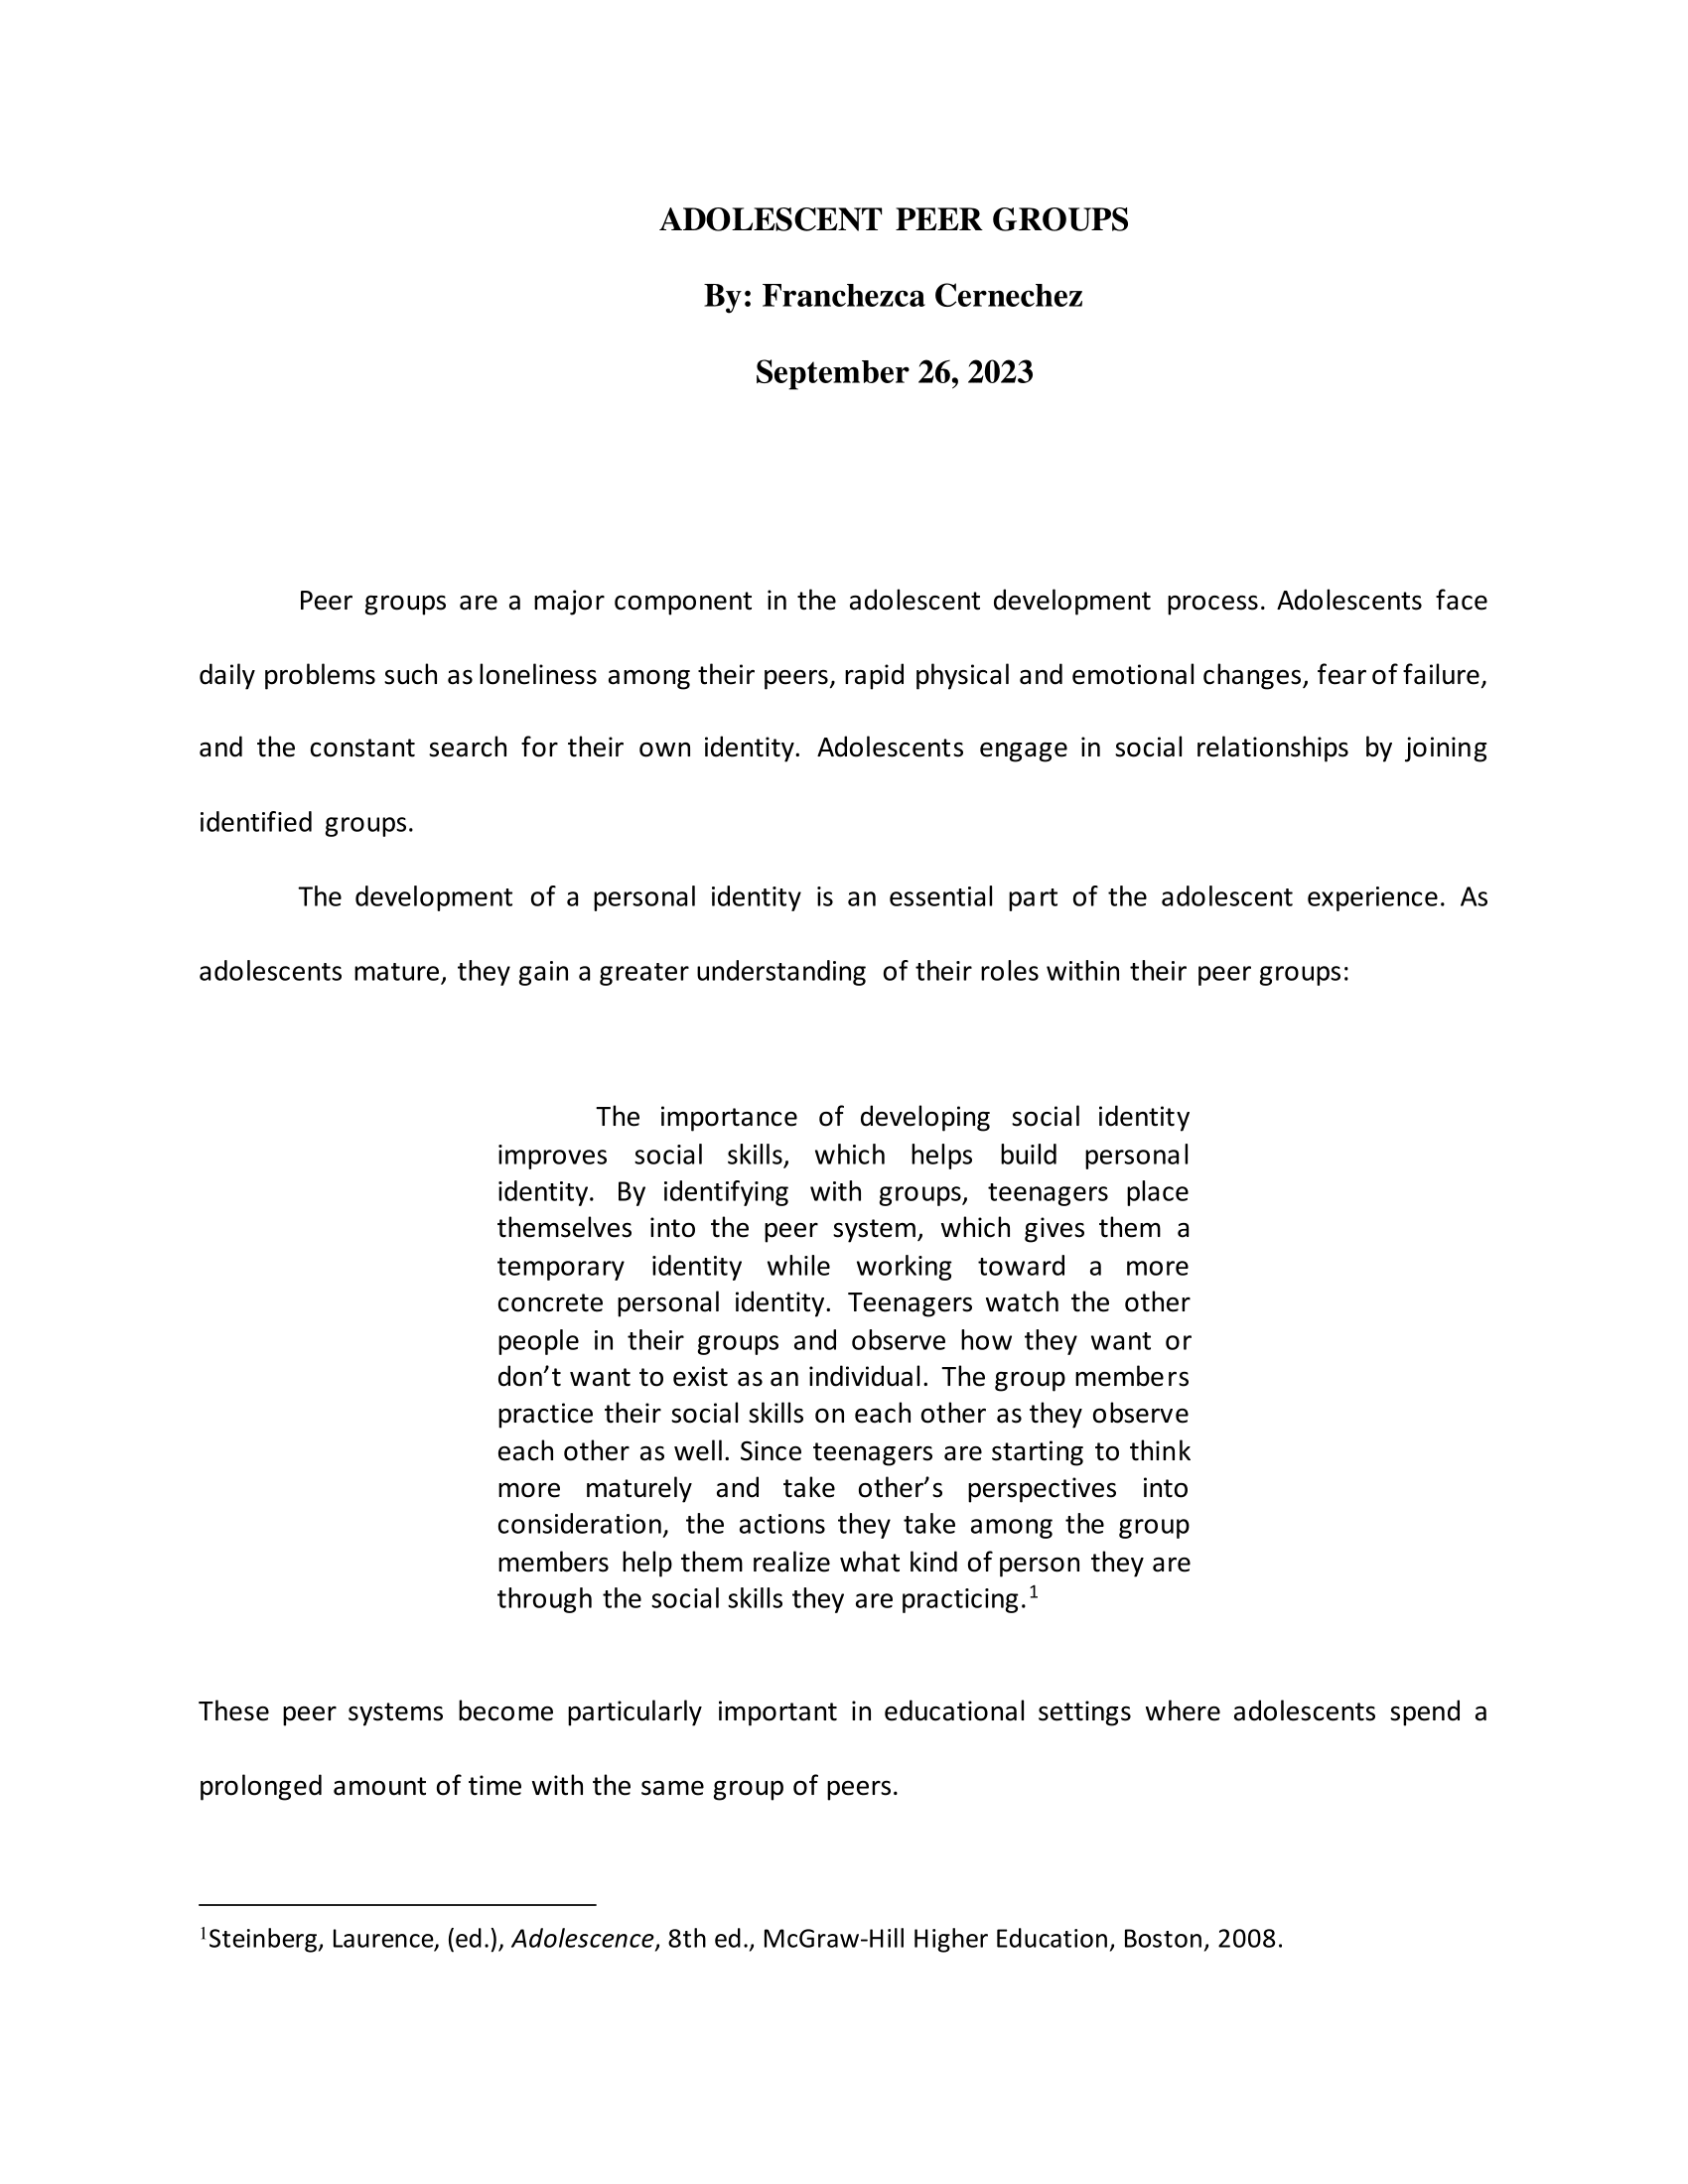 ADOLESCENT PEER GROUPS
By: Franchezca Cernechez
September 26, 2023
Peer groups are a major component in the adolescent development process. Adolescents face
daily problems such as loneliness among their peers, rapid physical and emotional changes, fear of failure,
and the constant search for their own identity. Adolescents engage in social relationships by joining
identified groups.
The development of a personal identity is an essential part of the adolescent experience. As
adolescents mature, they gain a greater understanding of their roles within their peer groups:
The importance of developing social identity
improves social skills, which helps build personal
identity. By identifying with groups, teenagers place
themselves into the peer system, which gives them a
temporary identity while working toward a more
concrete personal identity. Teenagers watch the other
people in their groups and observe how they want or
don’t want to exist as an individual. The group members
practice their social skills on each other as they observe
each other as well. Since teenagers are starting to think
more maturely and take other’s perspectives into
consideration, the actions they take among the group
members help them realize what kind of person they are
through the social skills they are practicing.¹
These peer systems become particularly important in educational settings where adolescents spend a
prolonged amount of time with the same group of peers.
¹Steinberg, Laurence, (ed.), Adolescence, 8th ed., McGraw-Hill Higher Education, Boston, 2008.